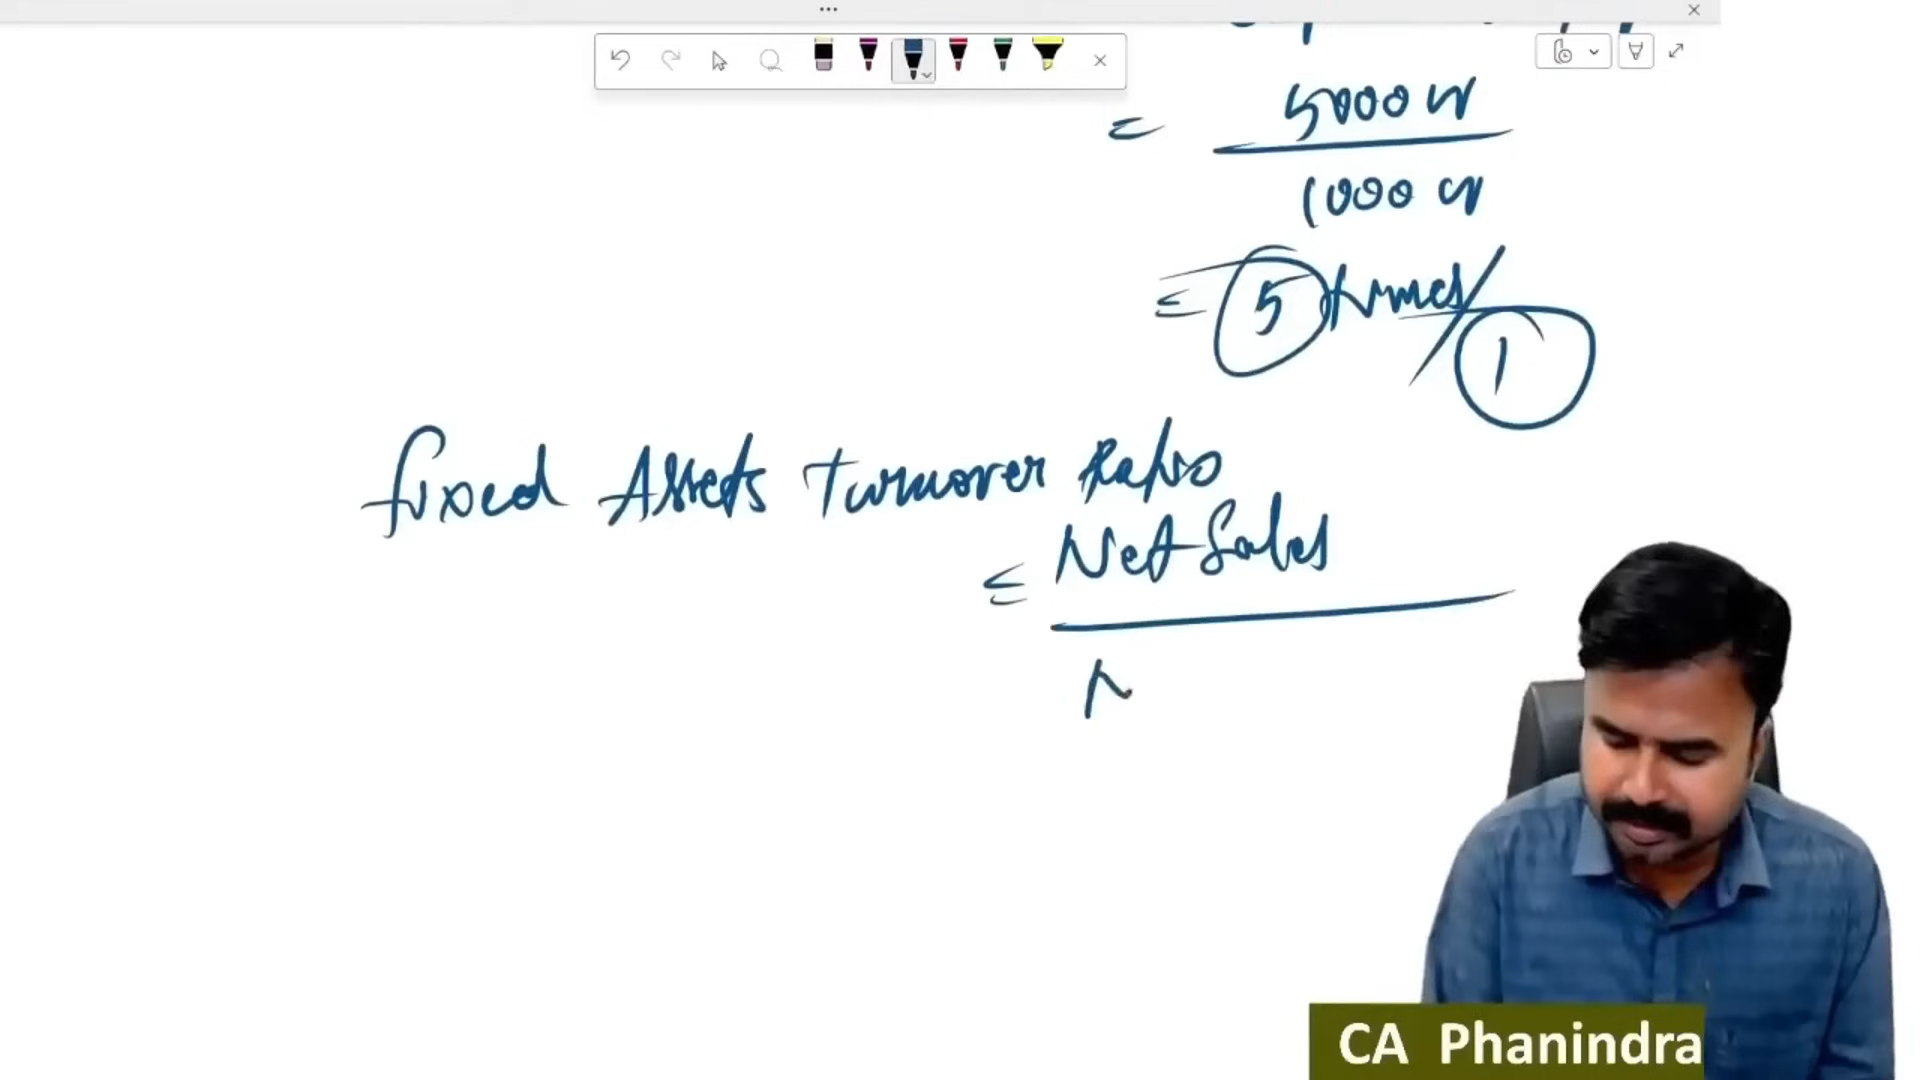 5000 cr
=
1000 cr
= 5 times/1
Fixed Assets Turnover Ratio
= Net Sales
N
CA Phanindra